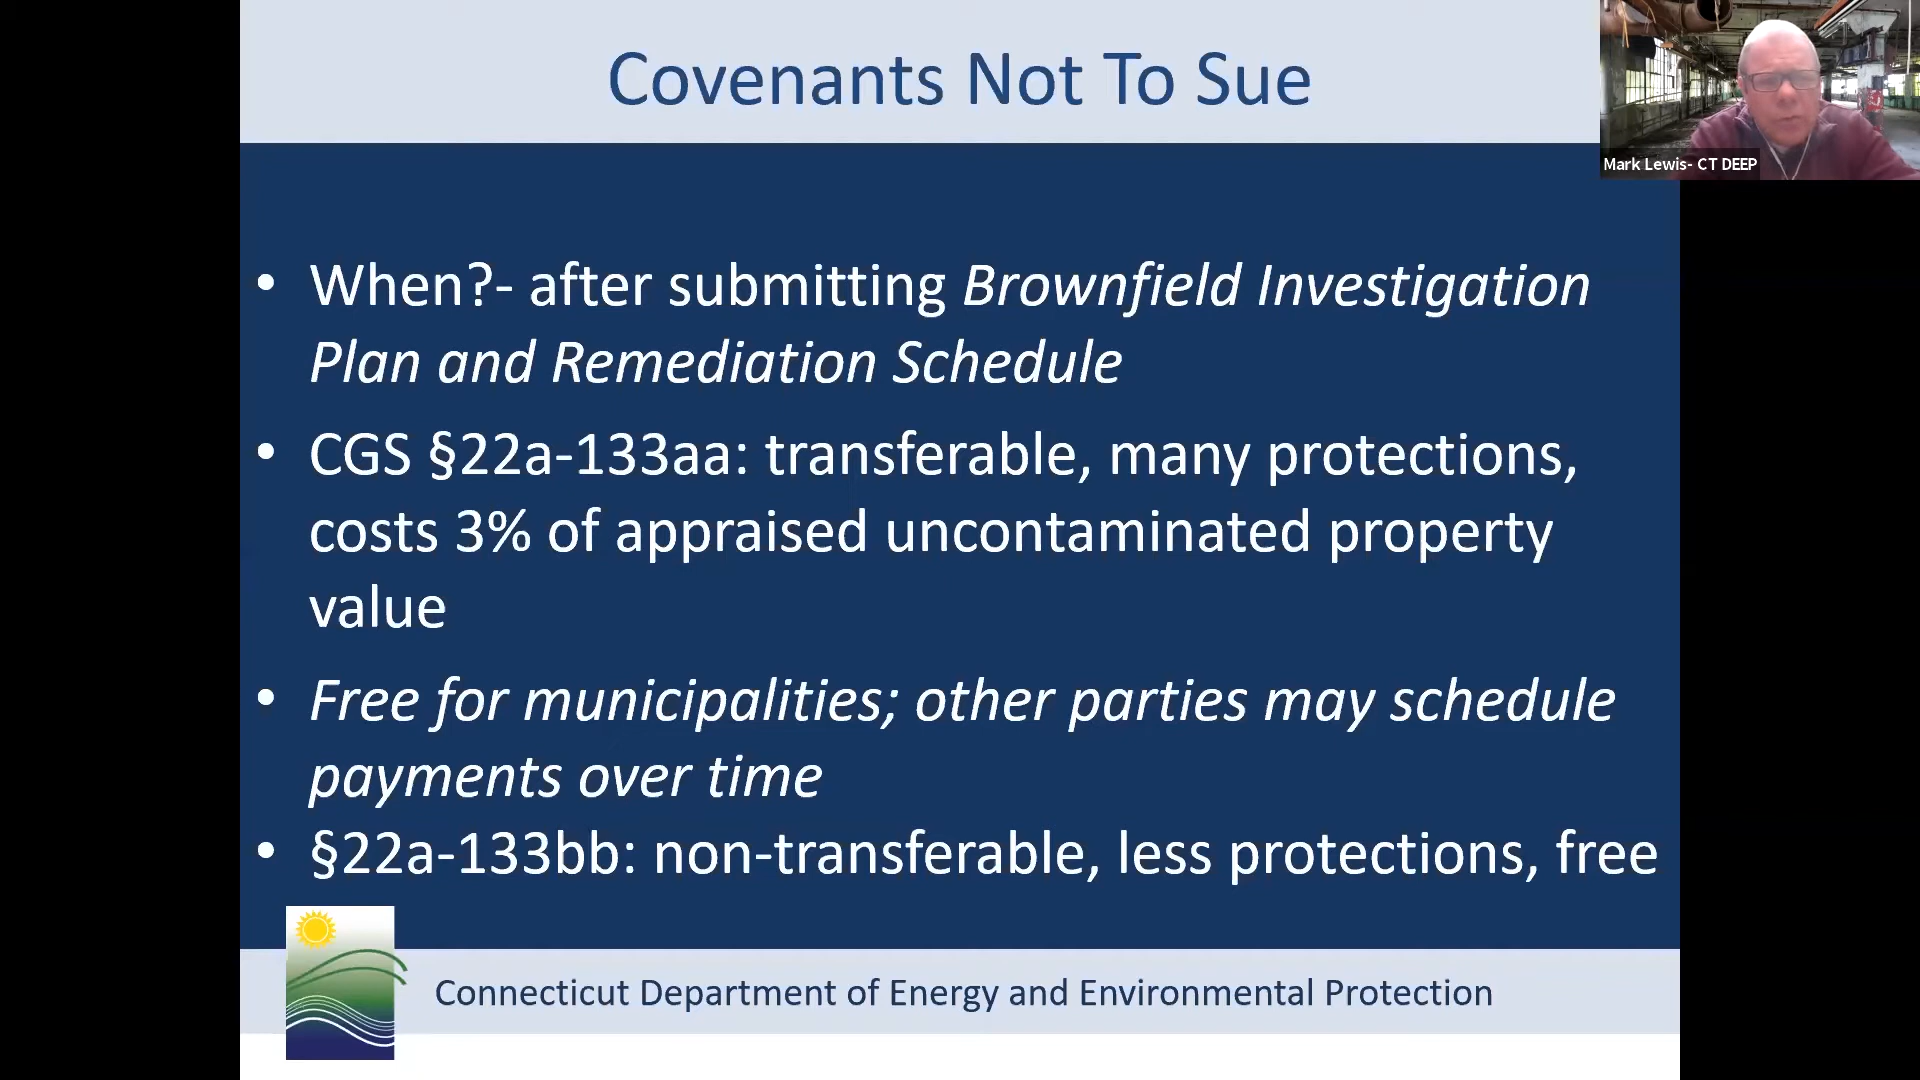 Covenants Not To Sue
Mark Lewis- CT DEEP
• When?- after submitting Brownfield Investigation
Plan and Remediation Schedule
• CGS §22a-133aa: transferable, many protections,
costs 3% of appraised uncontaminated property
value
• Free for municipalities; other parties may schedule
payments over time
• §22a-133bb: non-transferable, less protections, free
Connecticut Department of Energy and Environmental Protection